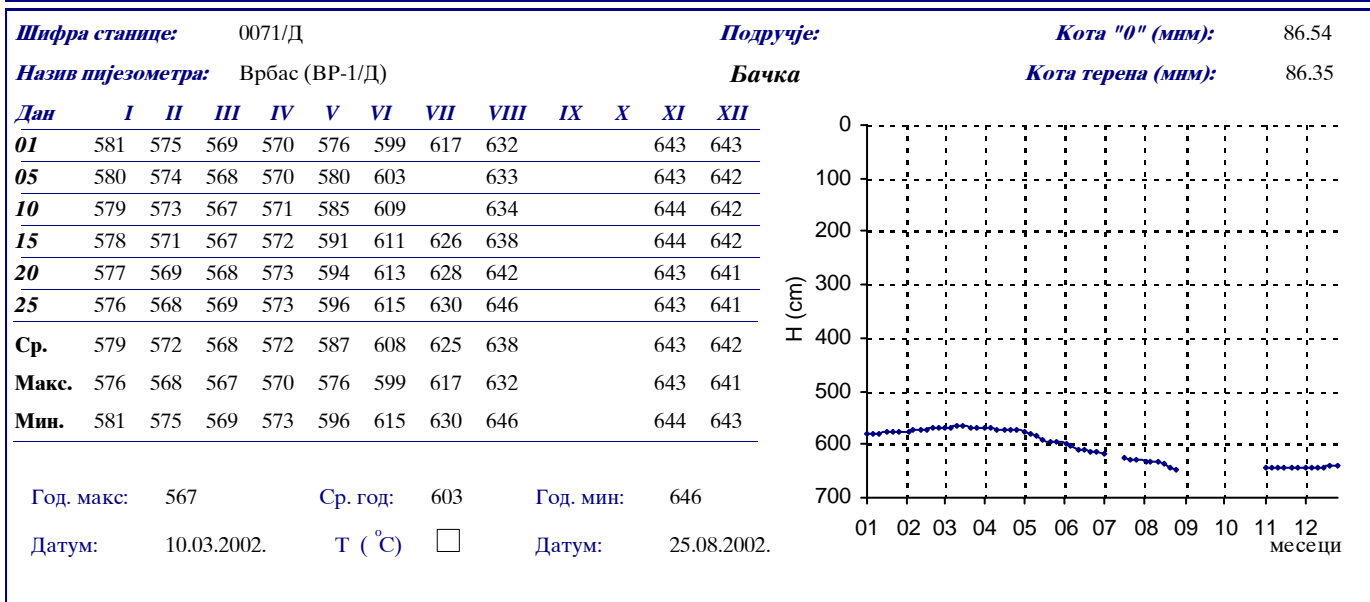 Шифра станице: 0071/Д Подручје: Кота "0" (мнм): 86.54
Назив пијезометра: Врбас (ВР-1/Д) Бачка Кота терена (мнм): 86.35
Дан I II III IV V VI VII VIII IX X XI XII
01 581 575 569 570 576 599 617 632 643 643
05 580 574 568 570 580 603 633 643 642
10 579 573 567 571 585 609 634 644 642
15 578 571 567 572 591 611 626 638 644 642
20 577 569 568 573 594 613 628 642 643 641
25 576 568 569 573 596 615 630 646 643 641
Ср. 579 572 568 572 587 608 625 638 643 642
Макс. 576 568 567 570 576 599 617 632 643 641
Мин. 581 575 569 573 596 615 630 646 644 643
Год. макс: 567 Ср. год: 603 Год. мин: 646
Датум: 10.03.2002. Т ( °C) Датум: 25.08.2002.
H (cm)
0
100
200
300
400
500
600
700
01 02 03 04 05 06 07 08 09 10 11 12
месеци